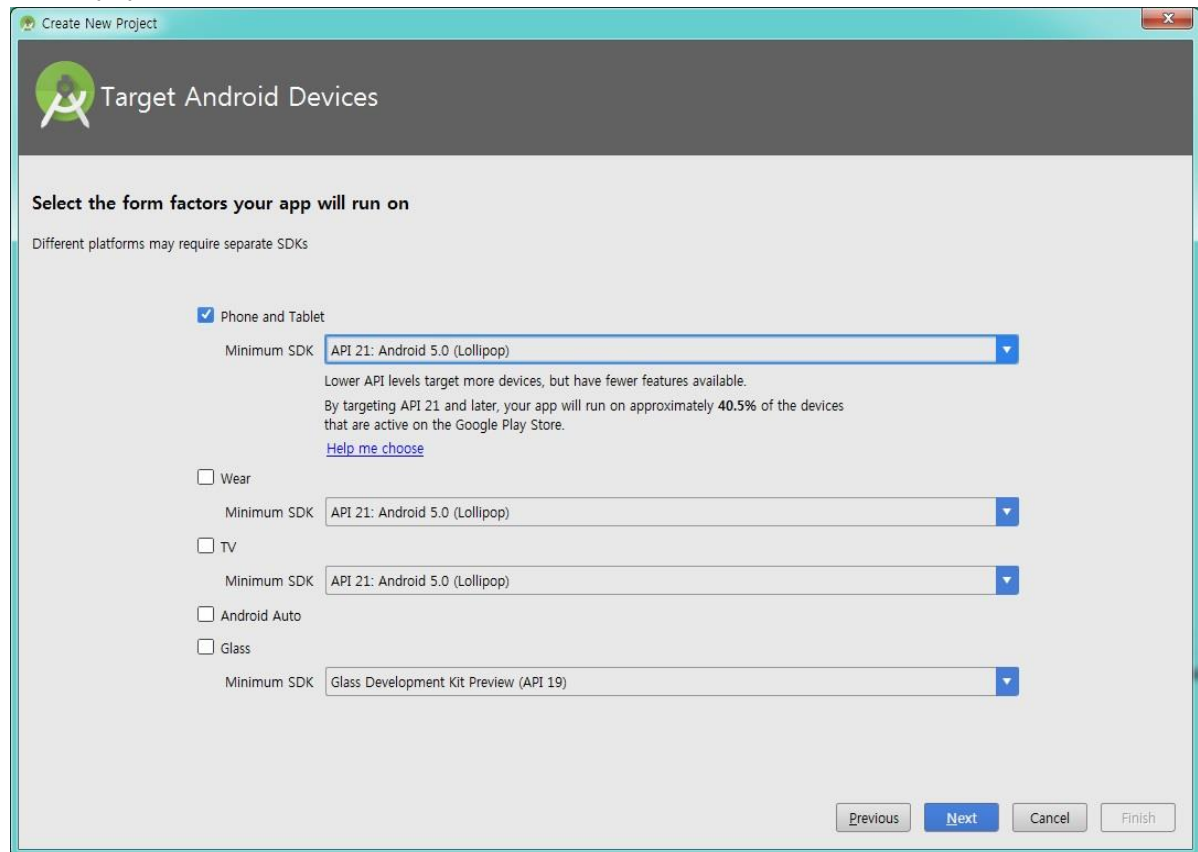 Create New Project
Target Android Devices
Select the form factors your app will run on
Different platforms may require separate SDKs
Phone and Tablet
Minimum SDK API 21: Android 5.0 (Lollipop)
Lower API levels target more devices, but have fewer features available.
By targeting API 21 and later, your app will run on approximately 40.5% of the devices
that are active on the Google Play Store.
Help me choose
Wear
Minimum SDK API 21: Android 5.0 (Lollipop)
TV
Minimum SDK API 21: Android 5.0 (Lollipop)
Android Auto
Glass
Minimum SDK Glass Development Kit Preview (API 19)
Previous Next Cancel Finish